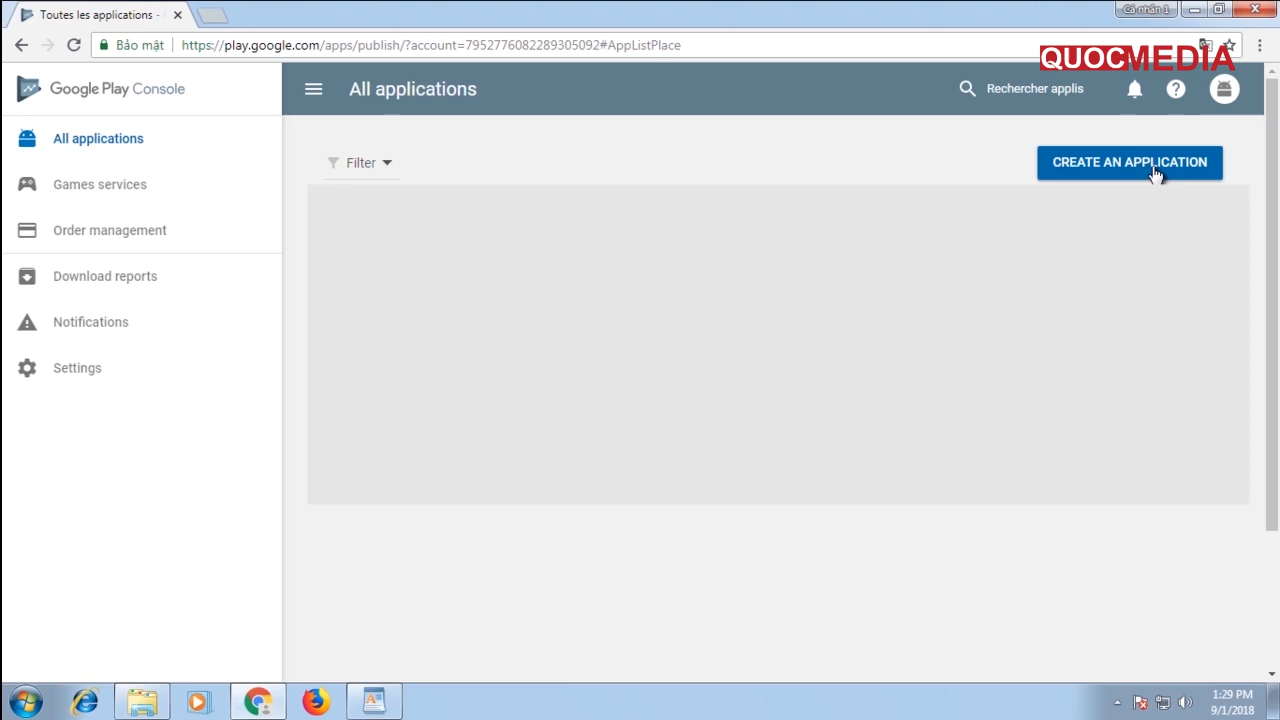 Toutes les applications -
Cá nhân 1
Bảo mật
https://play.google.com/apps/publish/?account=7952776082289305092#AppListPlace
QUOCMEDIA
Google Play Console
All applications
Rechercher applis
All applications
Games services
Order management
Download reports
Notifications
Settings
Filter
CREATE AN APPLICATION
1:29 PM
9/1/2018